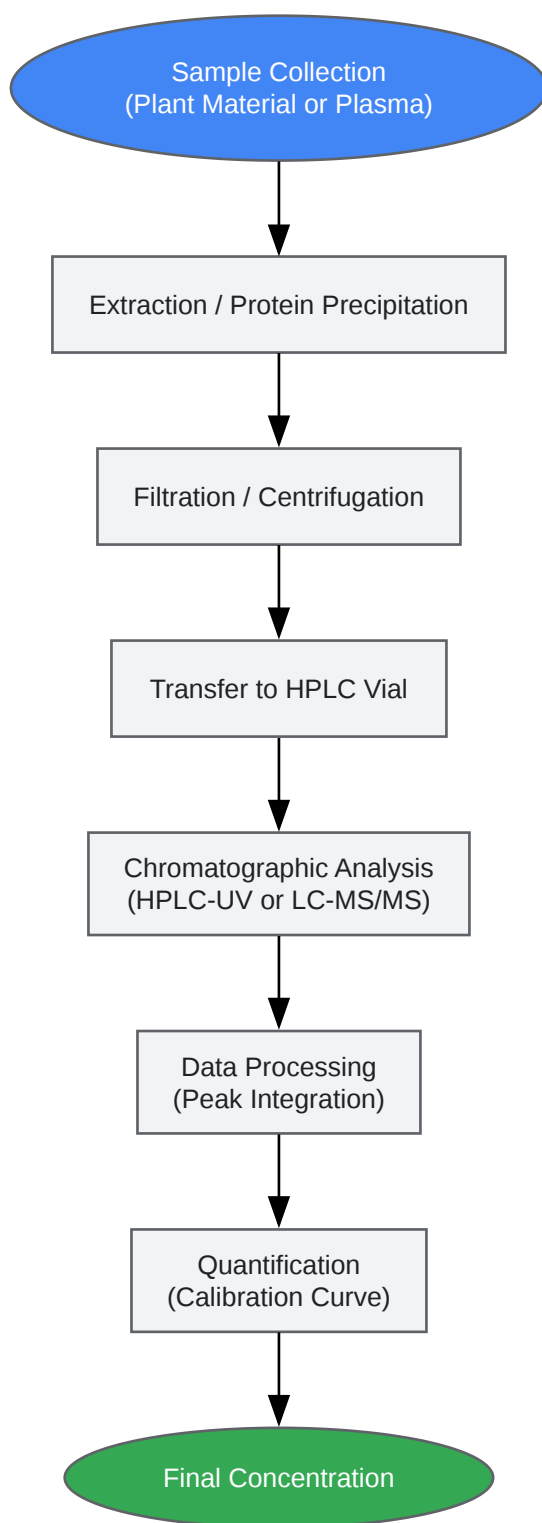 Sample Collection
(Plant Material or Plasma)
Extraction / Protein Precipitation
Filtration / Centrifugation
Transfer to HPLC Vial
Chromatographic Analysis
(HPLC-UV or LC-MS/MS)
Data Processing
(Peak Integration)
Quantification
(Calibration Curve)
Final Concentration